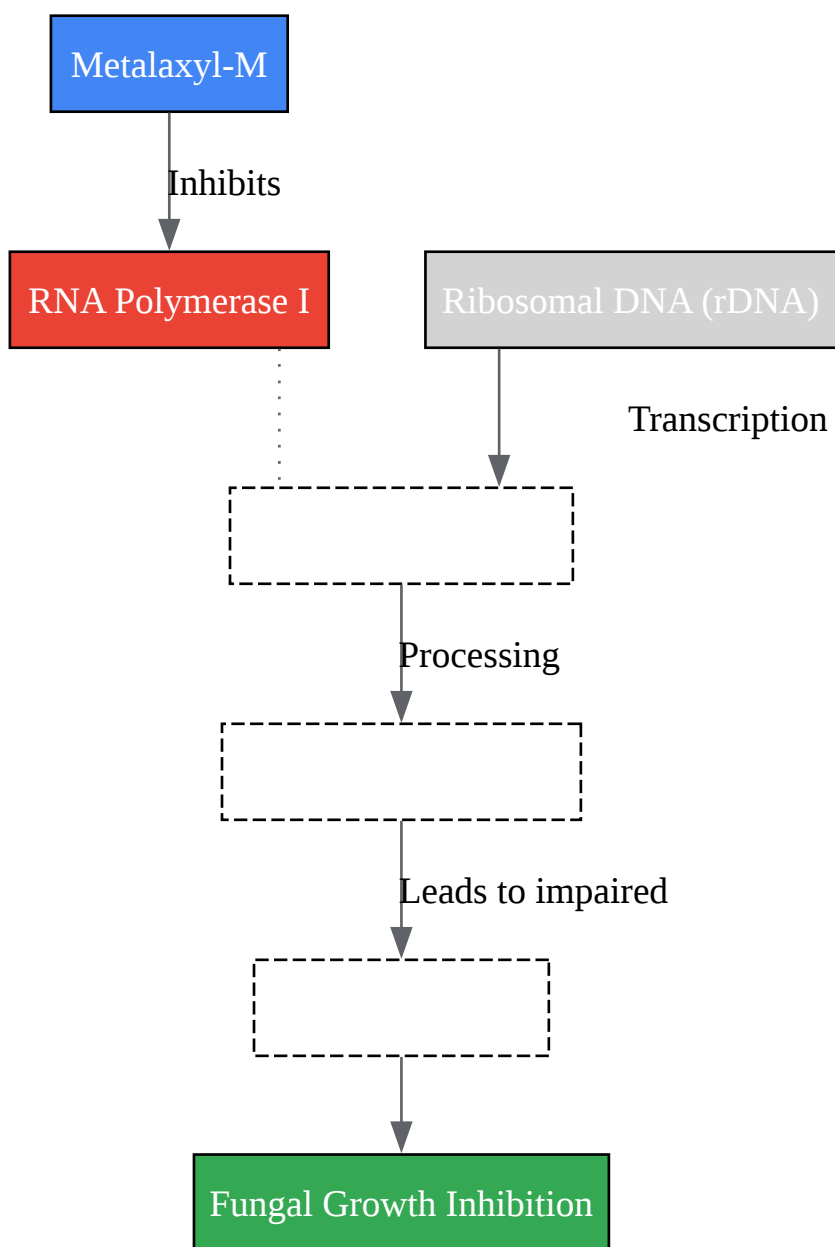 Metalaxyl-M
Inhibits
RNA Polymerase I
Ribosomal DNA (rDNA)
Transcription
Processing
Leads to impaired
Fungal Growth Inhibition